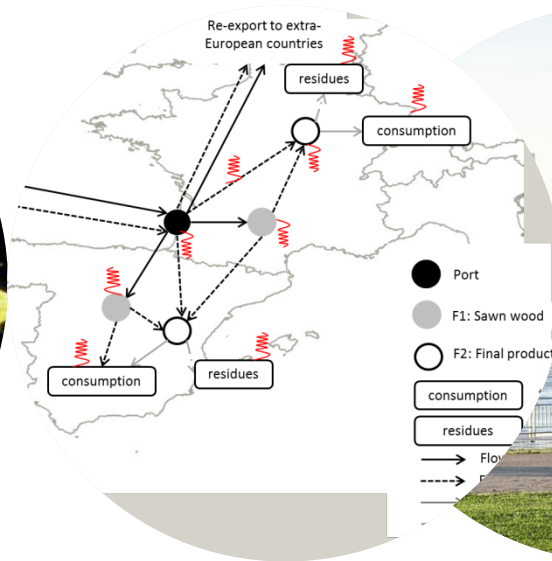 Re-export to extra-
European countries
residues
consumption
consumption
residues
Port
F1: Sawn wood
F2: Final product
consumption
residues